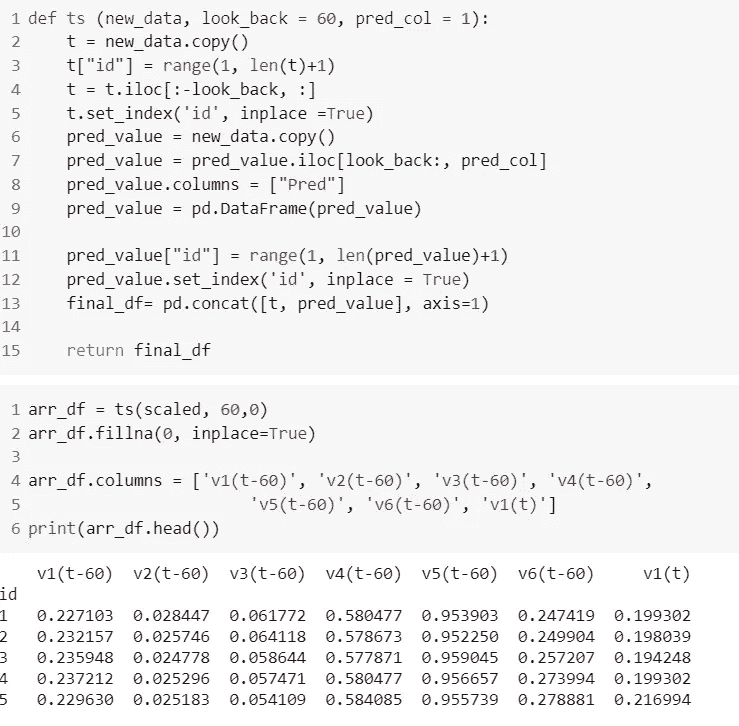 1 def ts (new_data, look_back = 60, pred_col = 1):
2     t = new_data.copy()
3     t["id"] = range(1, len(t)+1)
4     t = t.iloc[:-look_back, :]
5     t.set_index('id', inplace =True)
6     pred_value = new_data.copy()
7     pred_value = pred_value.iloc[look_back:, pred_col]
8     pred_value.columns = ["Pred"]
9     pred_value = pd.DataFrame(pred_value)
10
11     pred_value["id"] = range(1, len(pred_value)+1)
12     pred_value.set_index('id', inplace = True)
13     final_df= pd.concat([t, pred_value], axis=1)
14
15     return final_df
1 arr_df = ts(scaled, 60,0)
2 arr_df.fillna(0, inplace=True)
3
4 arr_df.columns = ['v1(t-60)', 'v2(t-60)', 'v3(t-60)', 'v4(t-60)',
5                   'v5(t-60)', 'v6(t-60)', 'v1(t)']
6 print(arr_df.head())
v1(t-60) v2(t-60) v3(t-60) v4(t-60) v5(t-60) v6(t-60) v1(t)
id
1 0.227103 0.028447 0.061772 0.580477 0.953903 0.247419 0.199302
2 0.232157 0.025746 0.064118 0.578673 0.952250 0.249904 0.198039
3 0.235948 0.024778 0.058644 0.577871 0.959045 0.257207 0.194248
4 0.237212 0.025296 0.057471 0.580477 0.956657 0.273994 0.199302
5 0.229630 0.025183 0.054109 0.584085 0.955739 0.278881 0.216994